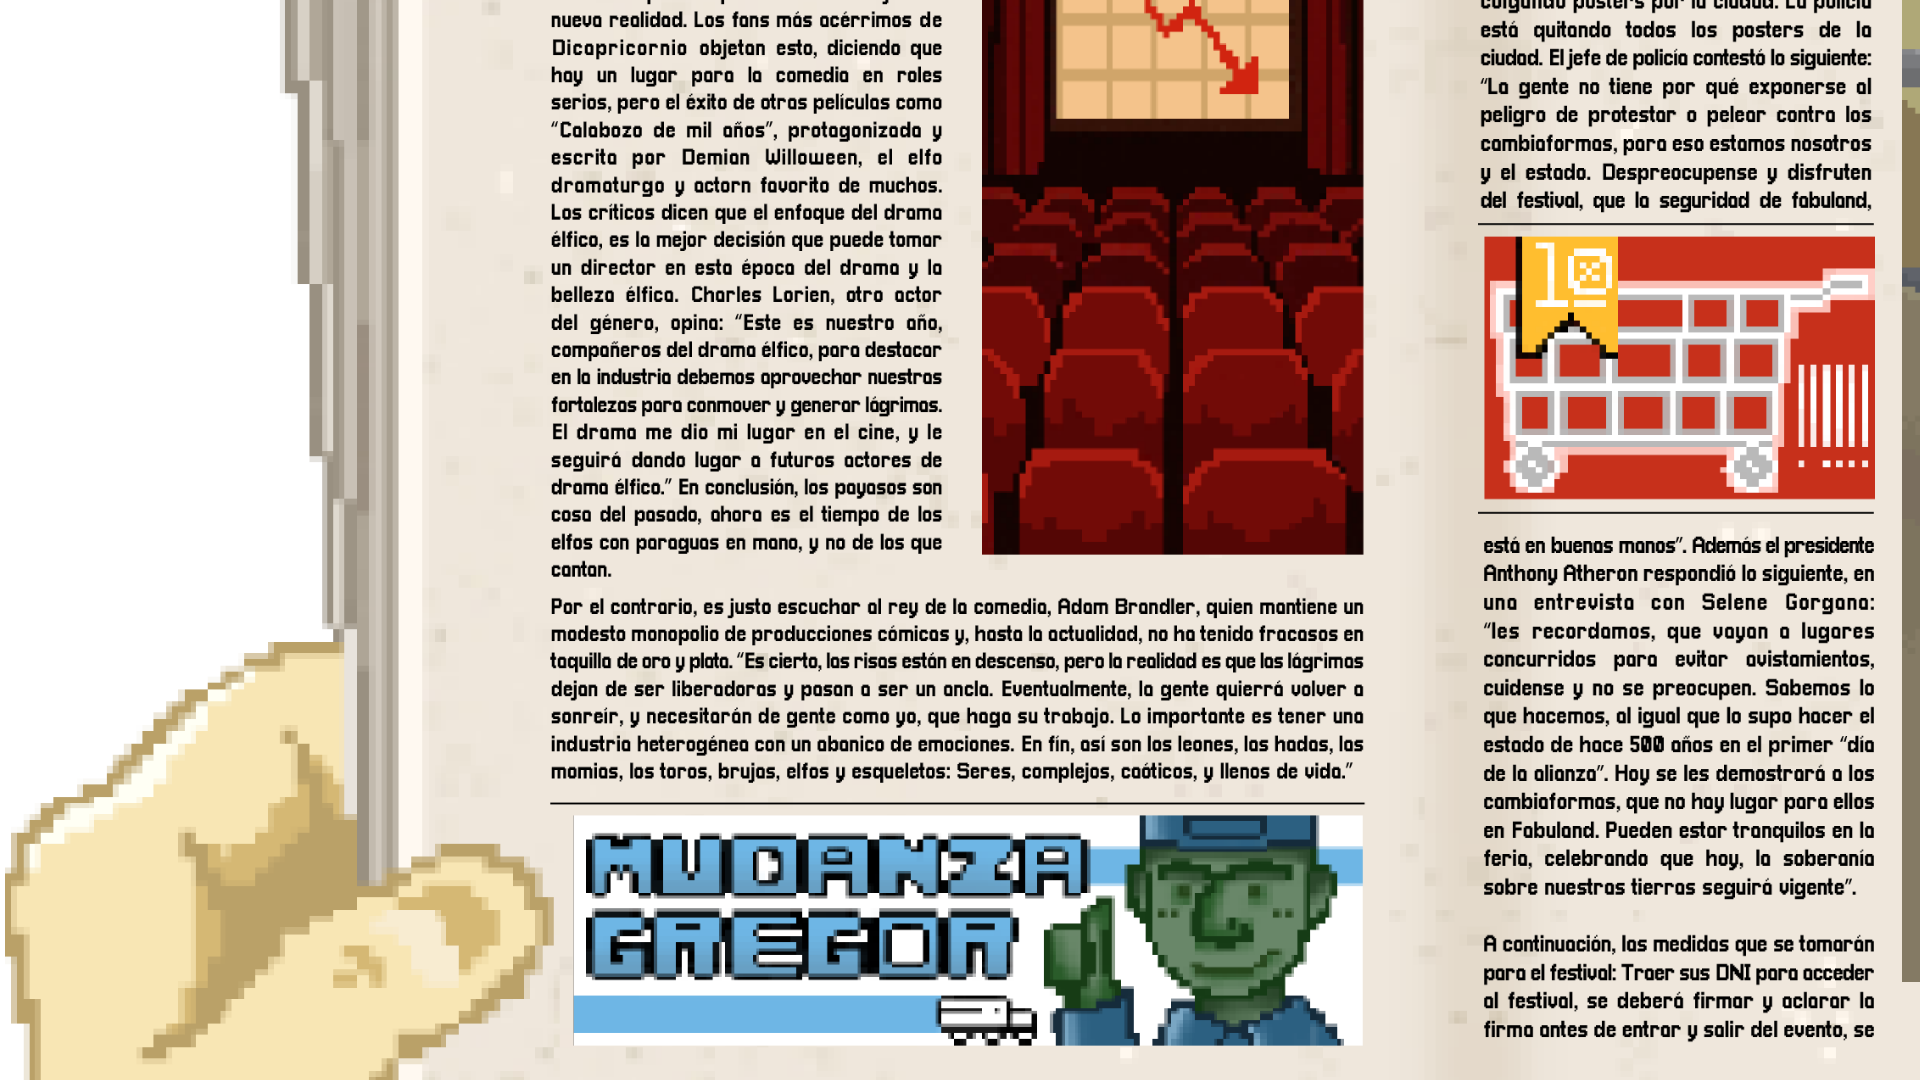 nueva realidad. Los fans más acérrimos de
Dicapricornio objetan esto, diciendo que
hay un lugar para la comedia en roles
serios, pero el éxito de otras películas como
“Calabozo de mil años”, protagonizada y
escrita por Demian Willoween, el elfo
dramaturgo y actorn favorito de muchos.
Los críticos dicen que el enfoque del drama
élfico, es la mejor decisión que puede tomar
un director en esta época del drama y la
belleza élfica. Charles Lorien, otro actor
del género, opina: “Este es nuestro año,
compañeros del drama élfico, para destacar
en la industria debemos aprovechar nuestras
fortalezas para conmover y generar lágrimas.
El drama me dio mi lugar en el cine, y le
seguirá dando lugar a futuros actores de
drama élfico.” En conclusión, los payasos son
cosa del pasado, ahora es el tiempo de los
elfos con paraguas en mano, y no de los que
cantan.
Por el contrario, es justo escuchar al rey de la comedia, Adam Brandler, quien mantiene un
modesto monopolio de producciones cómicas y, hasta la actualidad, no ha tenido fracasos en
taquilla de oro y plata. “Es cierto, las risas están en descenso, pero la realidad es que las lágrimas
dejan de ser liberadoras y pasan a ser un ancla. Eventualmente, la gente querrá volver a
sonreír, y necesitarán de gente como yo, que haga su trabajo. Lo importante es tener una
industria heterogénea con un abanico de emociones. En fín, así son los leones, las hadas, las
momias, los toros, brujas, elfos y esqueletos: Seres, complejos, caóticos, y llenos de vida.”
MUDANZA
GREGOR
colgando posters por la ciudad. La policía
está quitando todos los posters de la
ciudad. El jefe de policía contestó lo siguiente:
“La gente no tiene por qué exponerse al
peligro de protestar o pelear contra los
cambiaformas, para eso estamos nosotros
y el estado. Despreocupense y disfruten
del festival, que la seguridad de fabuland,
10
está en buenas manos”. Además el presidente
Anthony Atheron respondió lo siguiente, en
una entrevista con Selene Gorgana:
“les recordamos, que vayan a lugares
concurridos para evitar avistamientos,
cuidense y no se preocupen. Sabemos lo
que hacemos, al igual que lo supo hacer el
estado de hace 500 años en el primer “día
de la alianza”. Hoy se les demostrará a los
cambiaformas, que no hay lugar para ellos
en Fabuland. Pueden estar tranquilos en la
feria, celebrando que hoy, la soberanía
sobre nuestras tierras seguirá vigente”.
A continuación, las medidas que se tomarán
para el festival: Traer sus DNI para acceder
al festival, se deberá firmar y aclarar la
firma antes de entrar y salir del evento, se